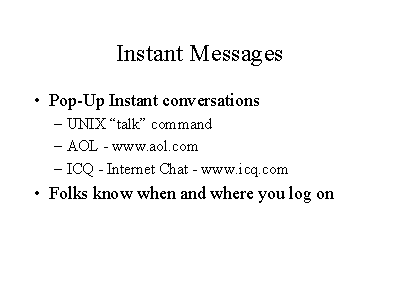 Instant Messages
• Pop-Up Instant conversations
– UNIX “talk” command
– AOL - www.aol.com
– ICQ - Internet Chat - www.icq.com
• Folks know when and where you log on